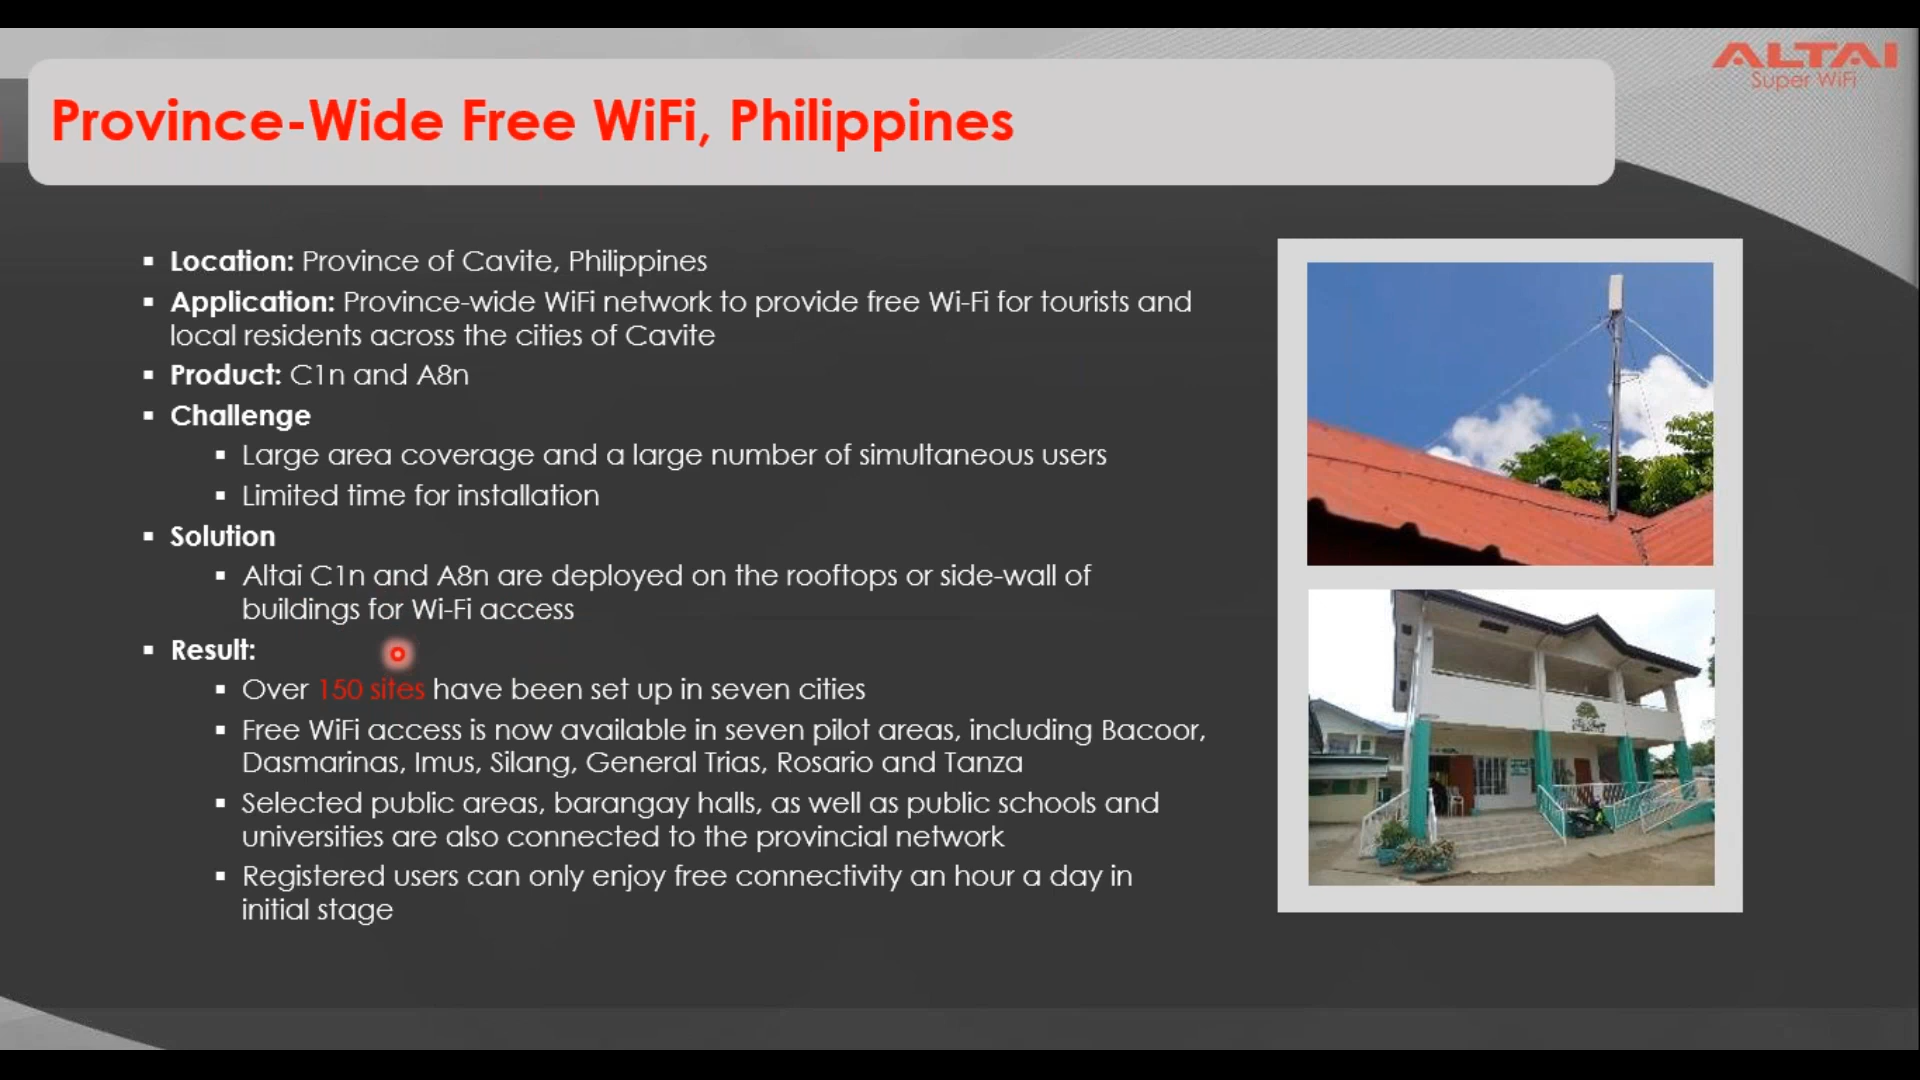 ALTAI
Super WiFi
Province-Wide Free WiFi, Philippines
▪ Location: Province of Cavite, Philippines
▪ Application: Province-wide WiFi network to provide free Wi-Fi for tourists and
local residents across the cities of Cavite
▪ Product: C1n and A8n
▪ Challenge
▪ Large area coverage and a large number of simultaneous users
▪ Limited time for installation
▪ Solution
▪ Altai C1n and A8n are deployed on the rooftops or side-wall of
buildings for Wi-Fi access
▪ Result:
▪ Over 150 sites have been set up in seven cities
▪ Free WiFi access is now available in seven pilot areas, including Bacoor,
Dasmarinas, Imus, Silang, General Trias, Rosario and Tanza
▪ Selected public areas, barangay halls, as well as public schools and
universities are also connected to the provincial network
▪ Registered users can only enjoy free connectivity an hour a day in
initial stage